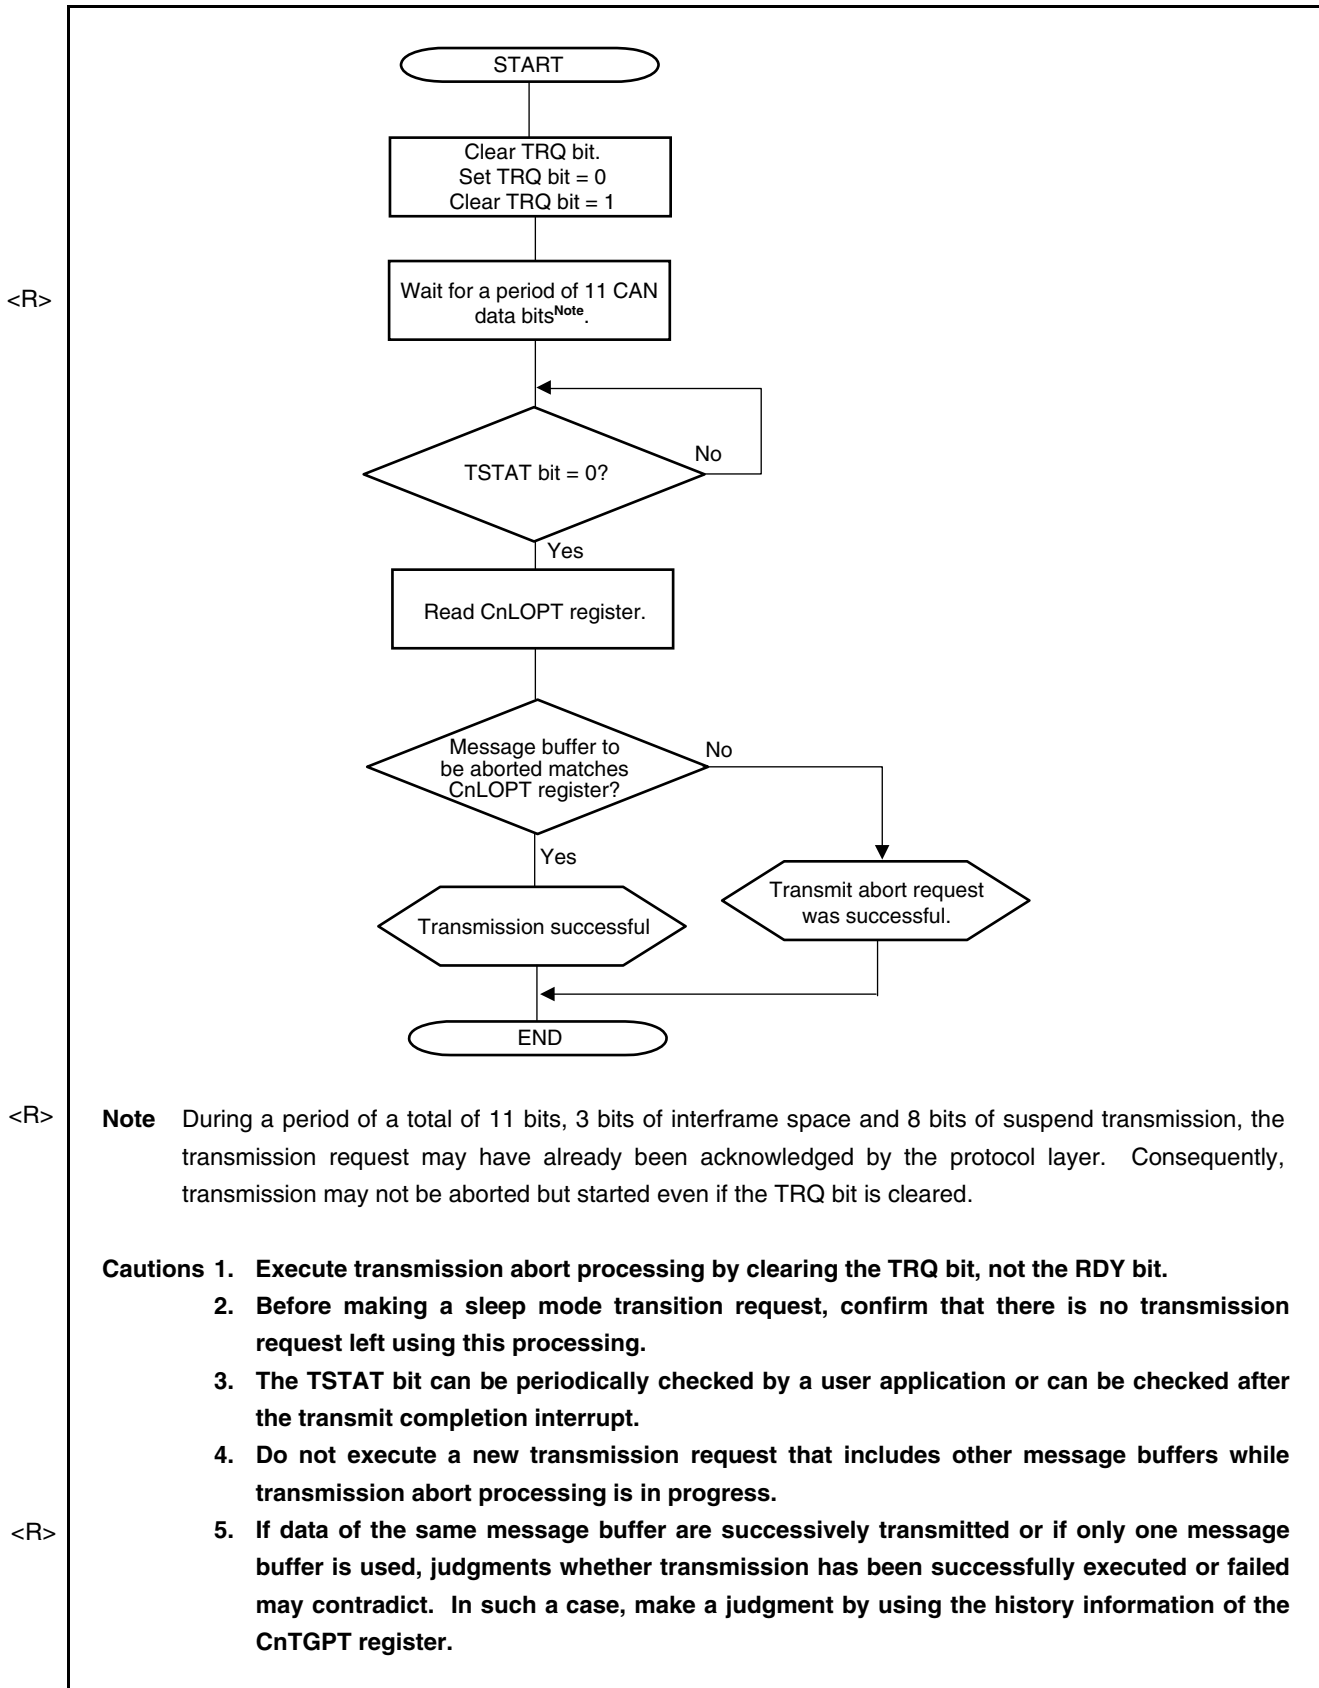 START
Clear TRQ bit.
Set TRQ bit = 0
Clear TRQ bit = 1
<R>
Wait for a period of 11 CAN
data bitsNote.
TSTAT bit = 0?
No
Yes
Read CnLOPT register.
Message buffer to
be aborted matches
CnLOPT register?
No
Yes
Transmit abort request
was successful.
Transmission successful
END
<R>
Note During a period of a total of 11 bits, 3 bits of interframe space and 8 bits of suspend transmission, the
transmission request may have already been acknowledged by the protocol layer. Consequently,
transmission may not be aborted but started even if the TRQ bit is cleared.
Cautions 1. Execute transmission abort processing by clearing the TRQ bit, not the RDY bit.
2. Before making a sleep mode transition request, confirm that there is no transmission
request left using this processing.
3. The TSTAT bit can be periodically checked by a user application or can be checked after
the transmit completion interrupt.
4. Do not execute a new transmission request that includes other message buffers while
transmission abort processing is in progress.
<R>
5. If data of the same message buffer are successively transmitted or if only one message
buffer is used, judgments whether transmission has been successfully executed or failed
may contradict. In such a case, make a judgment by using the history information of the
CnTGPT register.